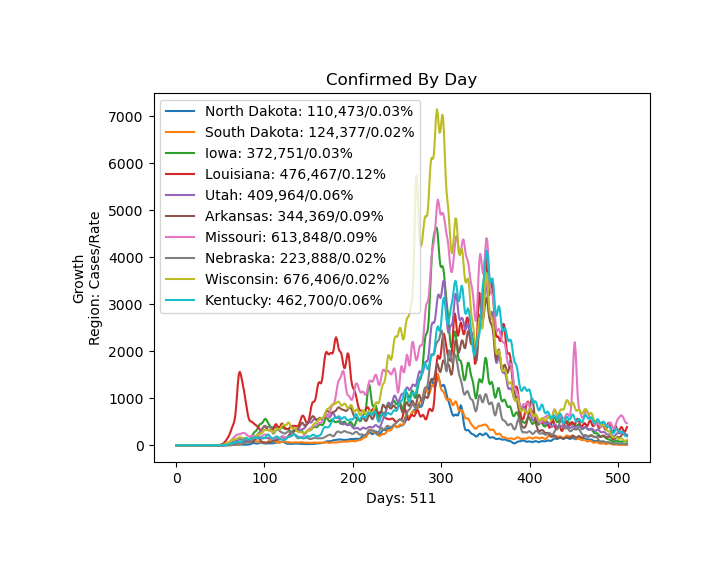 Confirmed By Day
North Dakota: 110,473/0.03%
South Dakota: 124,377/0.02%
Iowa: 372,751/0.03%
Louisiana: 476,467/0.12%
Utah: 409,964/0.06%
Arkansas: 344,369/0.09%
Missouri: 613,848/0.09%
Nebraska: 223,888/0.02%
Wisconsin: 676,406/0.02%
Kentucky: 462,700/0.06%
Growth
Region: Cases/Rate
7000
6000
5000
4000
3000
2000
1000
0
0 100 200 300 400 500
Days: 511